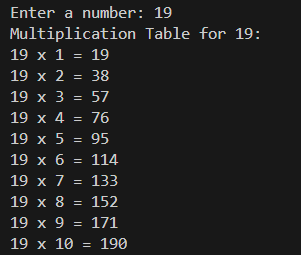 Enter a number: 19
Multiplication Table for 19:
19 x 1 = 19
19 x 2 = 38
19 x 3 = 57
19 x 4 = 76
19 x 5 = 95
19 x 6 = 114
19 x 7 = 133
19 x 8 = 152
19 x 9 = 171
19 x 10 = 190